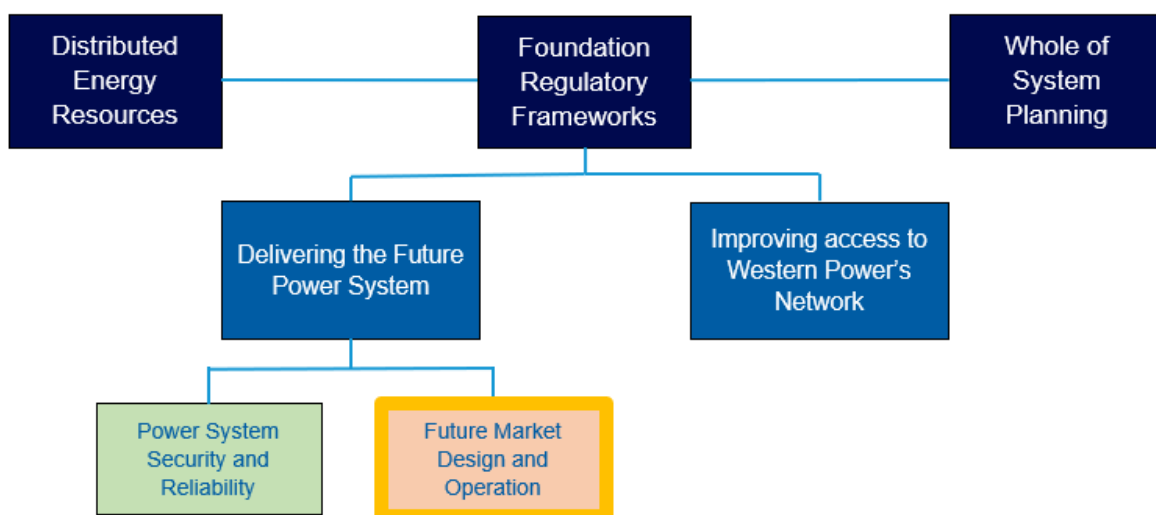 Distributed
Energy
Resources
Foundation
Regulatory
Frameworks
Whole of
System
Planning
Delivering the Future
Power System
Improving access to
Western Power's
Network
Power System
Security and
Reliability
Future Market
Design and
Operation